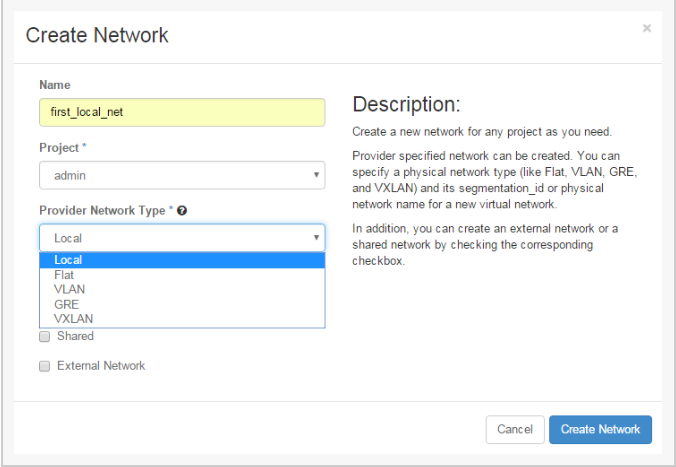 Create Network
×
Name
first_local_net
Project *
admin
Provider Network Type * ?
Local
Local
Flat
VLAN
GRE
VXLAN
Shared
External Network
Description:
Create a new network for any project as you need.
Provider specified network can be created. You can
specify a physical network type (like Flat, VLAN, GRE,
and VXLAN) and its segmentation_id or physical
network name for a new virtual network.
In addition, you can create an external network or a
shared network by checking the corresponding
checkbox.
Cancel
Create Network